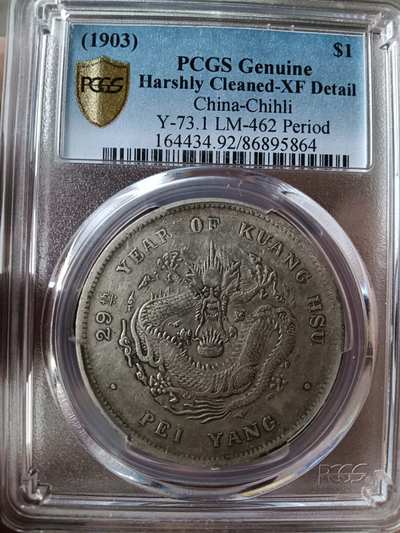 (1903) $1
PCGS
PCGS Genuine
Harshly Cleaned-XF Detail
China-Chihli
Y-73.1 LM-462 Period
164434.92/86895864
29TH YEAR OF KUANG HSU
PEI YANG
PCGS